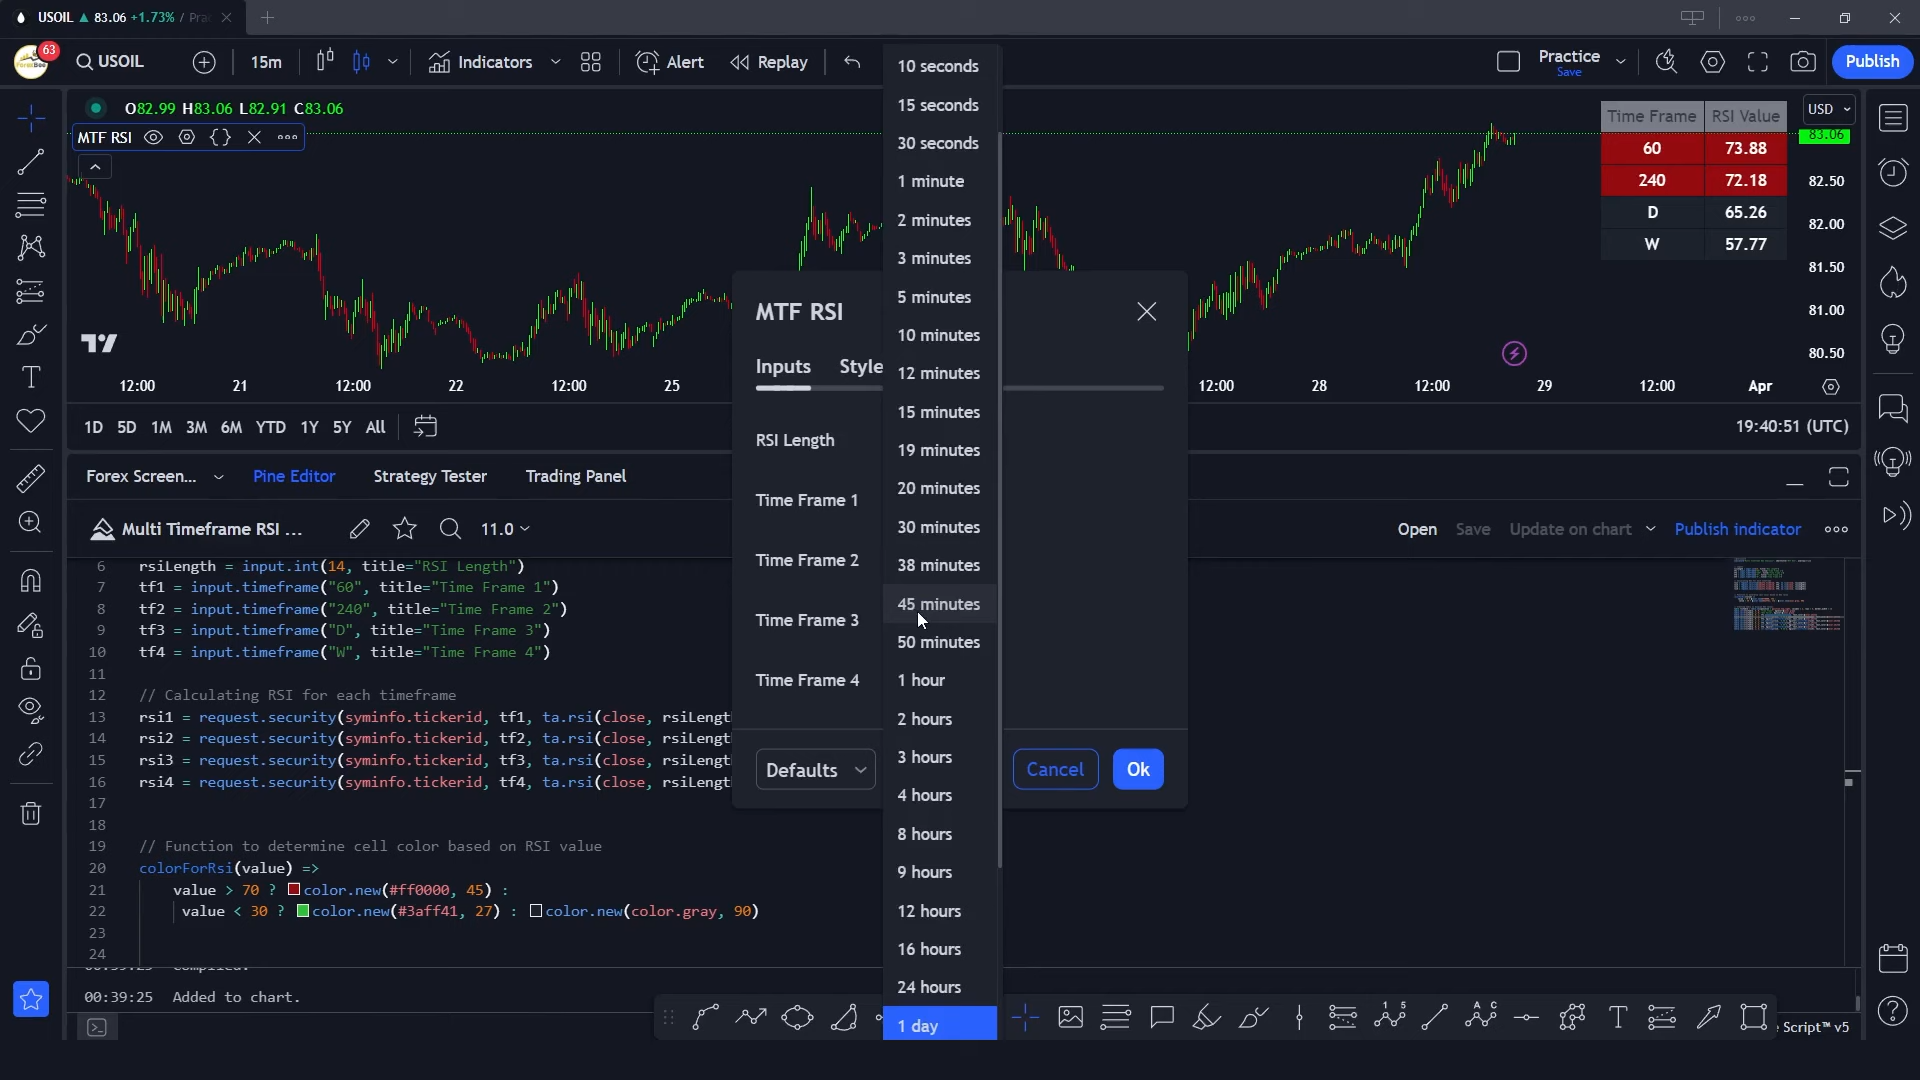 USOIL ▲ 83.06 +1.73% / Pra
63
USOIL
15m
Indicators
Alert
Replay
Practice
Save
Publish
O82.99 H83.06 L82.91 C83.06
MTF RSI
Time Frame RSI Value
60 73.88
240 72.18
D 65.26
W 57.77
USD
83.06
82.50
82.00
81.50
81.00
80.50
12:00 21 12:00 22 12:00 25 12:00 28 12:00 29 12:00 Apr
1D 5D 1M 3M 6M YTD 1Y 5Y All
19:40:51 (UTC)
Forex Screen... Pine Editor Strategy Tester Trading Panel
Multi Timeframe RSI ... 11.0
Open Save Update on chart Publish indicator
6 rsiLength = input.int(14, title="RSI Length")
7 tf1 = input.timeframe("60", title="Time Frame 1")
8 tf2 = input.timeframe("240", title="Time Frame 2")
9 tf3 = input.timeframe("D", title="Time Frame 3")
10 tf4 = input.timeframe("W", title="Time Frame 4")
11
12 // Calculating RSI for each timeframe
13 rsi1 = request.security(syminfo.tickerid, tf1, ta.rsi(close, rsiLengt
14 rsi2 = request.security(syminfo.tickerid, tf2, ta.rsi(close, rsiLengt
15 rsi3 = request.security(syminfo.tickerid, tf3, ta.rsi(close, rsiLengt
16 rsi4 = request.security(syminfo.tickerid, tf4, ta.rsi(close, rsiLengt
17
18
19 // Function to determine cell color based on RSI value
20 colorForRsi(value) =>
21 value > 70 ? color.new(#ff0000, 45) :
22 value < 30 ? color.new(#3aff41, 27) : color.new(color.gray, 90)
23
24
00:39:25 Added to chart.
MTF RSI
Inputs Style
RSI Length
Time Frame 1
Time Frame 2
Time Frame 3
Time Frame 4
Defaults
Cancel
Ok
10 seconds
15 seconds
30 seconds
1 minute
2 minutes
3 minutes
5 minutes
10 minutes
12 minutes
15 minutes
19 minutes
20 minutes
30 minutes
38 minutes
45 minutes
50 minutes
1 hour
2 hours
3 hours
4 hours
8 hours
9 hours
12 hours
16 hours
24 hours
1 day
Script™ v5